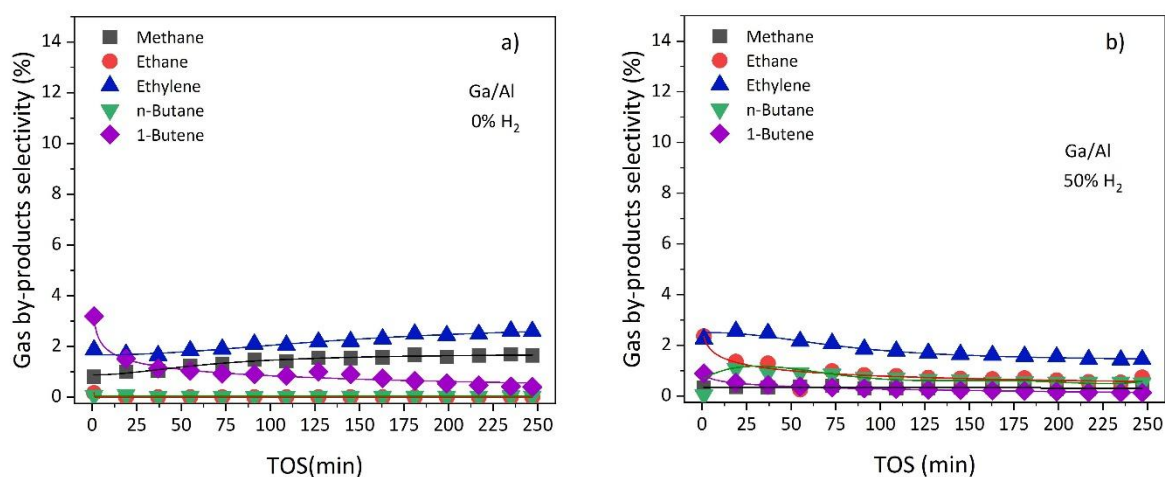 14
12
10
8
6
4
2
0
Gas by-products selectivity (%)
Methane
Ethane
Ethylene
n-Butane
1-Butene
a)
Ga/Al
0% H₂
0 25 50 75 100 125 150 175 200 225 250
TOS(min)
14
12
10
8
6
4
2
0
Gas by-products selectivity (%)
Methane
Ethane
Ethylene
n-Butane
1-Butene
b)
Ga/Al
50% H₂
0 25 50 75 100 125 150 175 200 225 250
TOS (min)